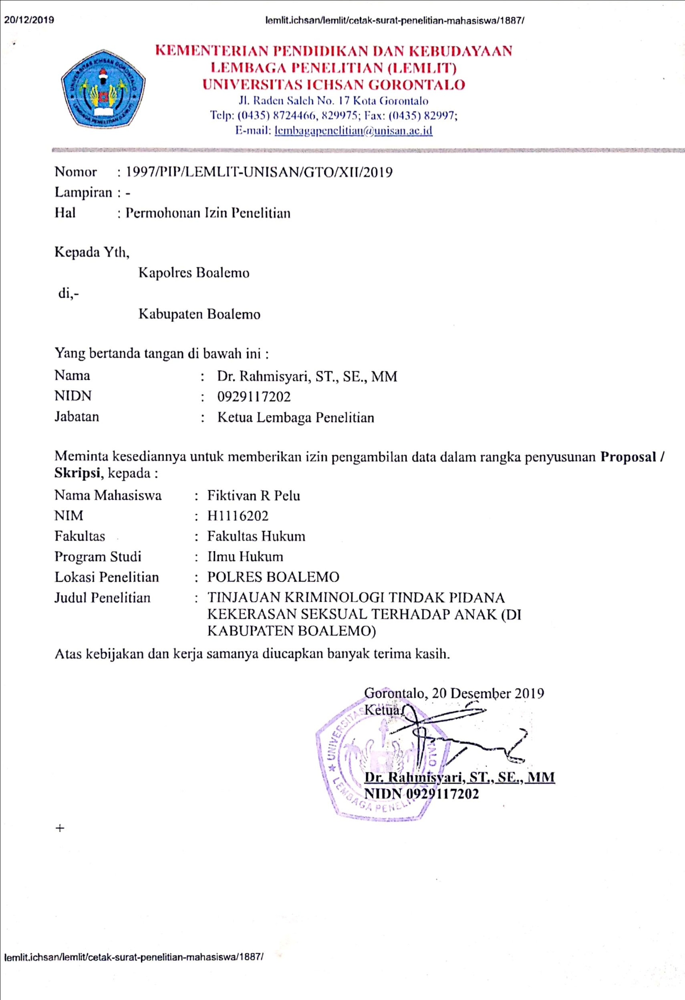 20/12/2019 lemlit.ichsan/lemlit/cetak-surat-penelitian-mahasiswa/1887/
KEMENTERIAN PENDIDIKAN DAN KEBUDAYAAN
LEMBAGA PENELITIAN (LEMLIT)
UNIVERSITAS ICHSAN GORONTALO
Jl. Raden Saleh No. 17 Kota Gorontalo
Telp: (0435) 8724466, 829975; Fax: (0435) 82997;
E-mail: lembagapenelitian@unisan.ac.id
UNIVERSITAS ICHSAN GORONTALO
LEMBAGA PENELITIAN (LEMLIT)
Nomor : 1997/PIP/LEMLIT-UNISAN/GTO/XII/2019
Lampiran : -
Hal : Permohonan Izin Penelitian
Kepada Yth,
Kapolres Boalemo
di,-
Kabupaten Boalemo
Yang bertanda tangan di bawah ini :
Nama : Dr. Rahmisyari, ST., SE., MM
NIDN : 0929117202
Jabatan : Ketua Lembaga Penelitian
Meminta kesediannya untuk memberikan izin pengambilan data dalam rangka penyusunan Proposal /
Skripsi, kepada :
Nama Mahasiswa : Fiktivan R Pelu
NIM : H1116202
Fakultas : Fakultas Hukum
Program Studi : Ilmu Hukum
Lokasi Penelitian : POLRES BOALEMO
Judul Penelitian : TINJAUAN KRIMINOLOGI TINDAK PIDANA
KEKERASAN SEKSUAL TERHADAP ANAK (DI
KABUPATEN BOALEMO)
Atas kebijakan dan kerja samanya diucapkan banyak terima kasih.
Gorontalo, 20 Desember 2019
Ketua,
UNIVERSITAS
LEMBAGA
Dr. Rahmisyari, ST., SE., MM
NIDN 0929117202
+
lemlit.ichsan/lemlit/cetak-surat-penelitian-mahasiswa/1887/